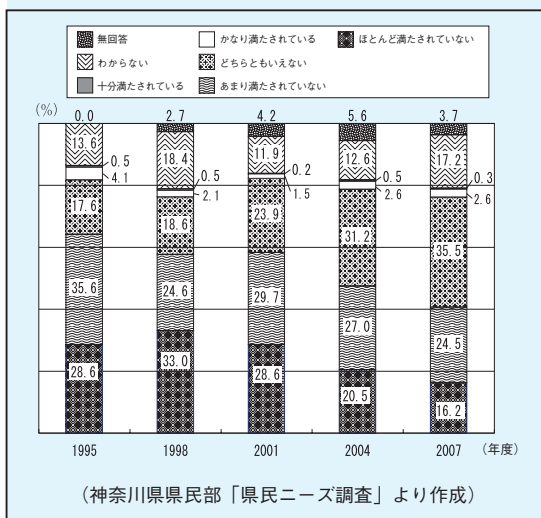 無回答 かなり満たされている ほとんど満たされていない
わからない どちらともいえない
十分満たされている あまり満たされていない
(%)
0.0 2.7 4.2 5.6 3.7
13.6 18.4 11.9 12.6 17.2
0.5 0.5 0.2 0.5 0.3
4.1 2.1 1.5 2.6 2.6
17.6 18.6 23.9 31.2 35.5
35.6 24.6 29.7 27.0 24.5
28.6 33.0 28.6 20.5 16.2
1995 1998 2001 2004 2007 (年度)
(神奈川県県民部「県民ニーズ調査」より作成)